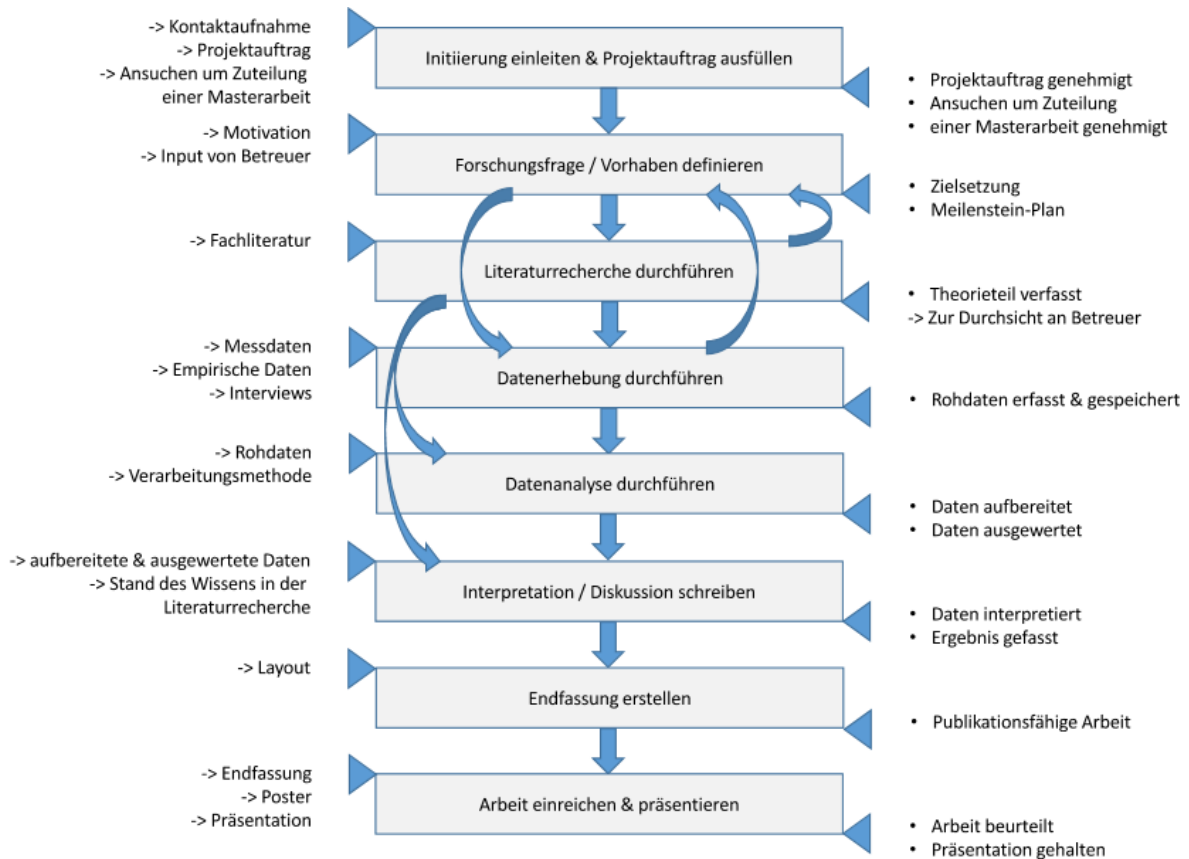 -> Kontaktaufnahme
-> Projektauftrag
-> Ansuchen um Zuteilung
einer Masterarbeit
Initiierung einleiten & Projektauftrag ausfüllen
• Projektauftrag genehmigt
• Ansuchen um Zuteilung
• einer Masterarbeit genehmigt
-> Motivation
-> Input von Betreuer
Forschungsfrage / Vorhaben definieren
• Zielsetzung
• Meilenstein-Plan
-> Fachliteratur
Literaturrecherche durchführen
• Theorieteil verfasst
-> Zur Durchsicht an Betreuer
-> Messdaten
-> Empirische Daten
-> Interviews
Datenerhebung durchführen
• Rohdaten erfasst & gespeichert
-> Rohdaten
-> Verarbeitungsmethode
Datenanalyse durchführen
• Daten aufbereitet
• Daten ausgewertet
-> aufbereitete & ausgewertete Daten
-> Stand des Wissens in der
Literaturrecherche
Interpretation / Diskussion schreiben
• Daten interpretiert
• Ergebnis gefasst
-> Layout
Endfassung erstellen
• Publikationsfähige Arbeit
-> Endfassung
-> Poster
-> Präsentation
Arbeit einreichen & präsentieren
• Arbeit beurteilt
• Präsentation gehalten